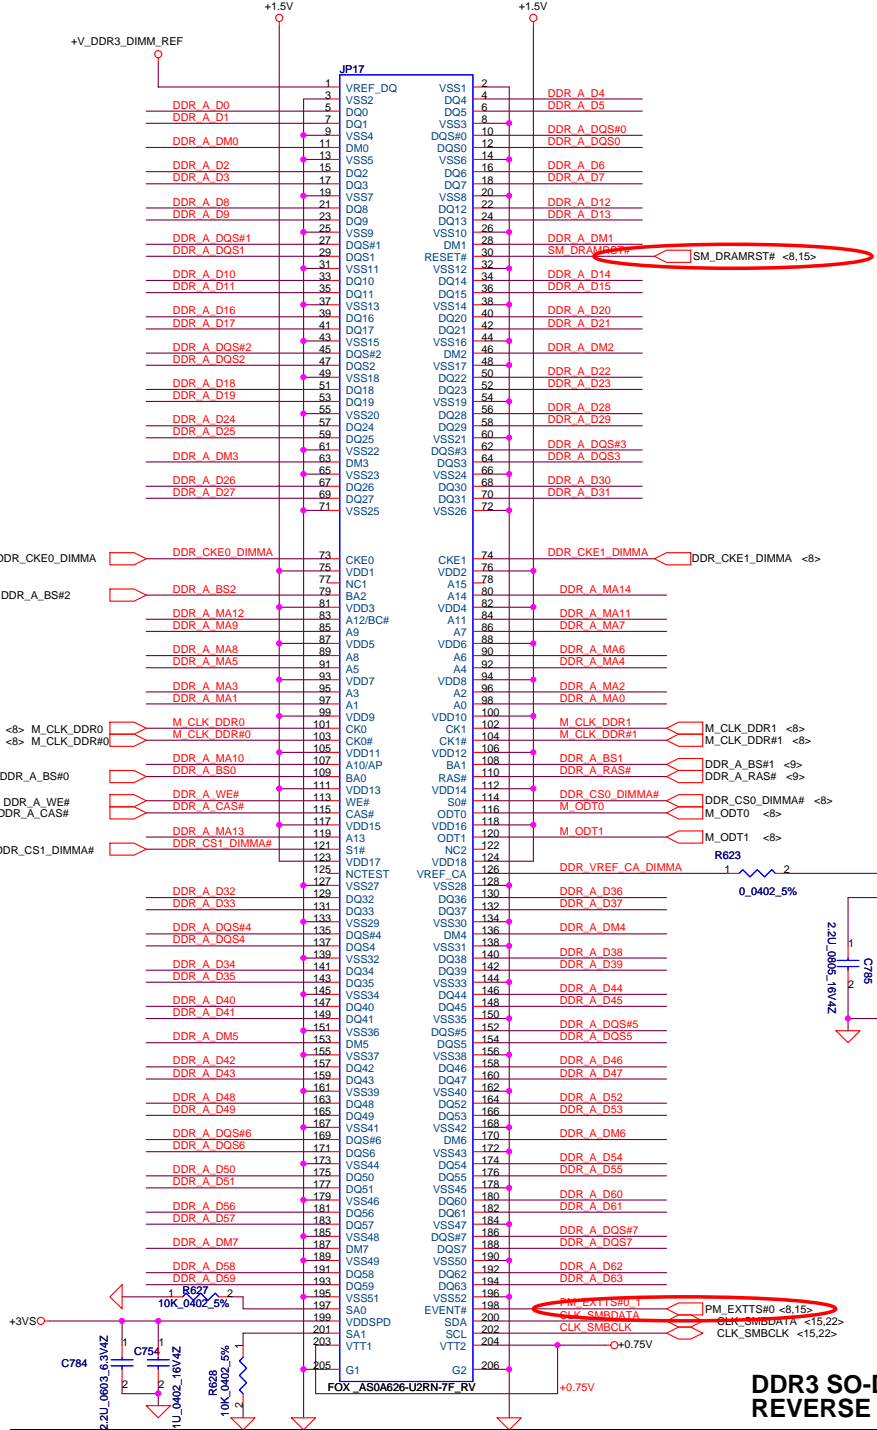 +1.5V +1.5V
+V_DDR3_DIMM_REF
JP17
1 VREF_DQ VSS1 2
3 VSS2 DQ4 4 DDR_A_D4
DDR_A_D0 5 DQ0 DQ5 6 DDR_A_D5
DDR_A_D1 7 DQ1 VSS3 8
9 VSS4 DQS#0 10 DDR_A_DQS#0
DDR_A_DM0 11 DM0 DQS0 12 DDR_A_DQS0
13 VSS5 VSS6 14
DDR_A_D2 15 DQ2 DQ6 16 DDR_A_D6
DDR_A_D3 17 DQ3 DQ7 18 DDR_A_D7
19 VSS7 VSS8 20
DDR_A_D8 21 DQ8 DQ12 22 DDR_A_D12
DDR_A_D9 23 DQ9 DQ13 24 DDR_A_D13
25 VSS9 VSS10 26
DDR_A_DQS#1 27 DQS#1 DM1 28 DDR_A_DM1
DDR_A_DQS1 29 DQS1 RESET# 30 SM_DRAMRST# SM_DRAMRST# <8,15>
31 VSS11 VSS12 32
DDR_A_D10 33 DQ10 DQ14 34 DDR_A_D14
DDR_A_D11 35 DQ11 DQ15 36 DDR_A_D15
37 VSS13 VSS14 38
DDR_A_D16 39 DQ16 DQ20 40 DDR_A_D20
DDR_A_D17 41 DQ17 DQ21 42 DDR_A_D21
43 VSS15 VSS16 44
DDR_A_DQS#2 45 DQS#2 DM2 46 DDR_A_DM2
DDR_A_DQS2 47 DQS2 VSS17 48
49 VSS18 DQ22 50 DDR_A_D22
DDR_A_D18 51 DQ18 DQ23 52 DDR_A_D23
DDR_A_D19 53 DQ19 VSS19 54
55 VSS20 DQ28 56 DDR_A_D28
DDR_A_D24 57 DQ24 DQ29 58 DDR_A_D29
DDR_A_D25 59 DQ25 VSS21 60
61 VSS22 DQS#3 62 DDR_A_DQS#3
DDR_A_DM3 63 DM3 DQS3 64 DDR_A_DQS3
65 VSS23 VSS24 66
DDR_A_D26 67 DQ26 DQ30 68 DDR_A_D30
DDR_A_D27 69 DQ27 DQ31 70 DDR_A_D31
71 VSS25 VSS26 72
DDR_CKE0_DIMMA DDR_CKE0_DIMMA 73 CKE0 CKE1 74 DDR_CKE1_DIMMA DDR_CKE1_DIMMA <8>
75 VDD1 VDD2 76
77 NC1 A15 78
DDR_A_BS#2 DDR_A_BS2 79 BA2 A14 80 DDR_A_MA14
81 VDD3 VDD4 82
DDR_A_MA12 83 A12/BC# A11 84 DDR_A_MA11
DDR_A_MA9 85 A9 A7 86 DDR_A_MA7
87 VDD5 VDD6 88
DDR_A_MA8 89 A8 A6 90 DDR_A_MA6
DDR_A_MA5 91 A5 A4 92 DDR_A_MA4
93 VDD7 VDD8 94
DDR_A_MA3 95 A3 A2 96 DDR_A_MA2
DDR_A_MA1 97 A1 A0 98 DDR_A_MA0
99 VDD9 VDD10 100
<8> M_CLK_DDR0 M_CLK_DDR0 101 CK0 CK1 102 M_CLK_DDR1 M_CLK_DDR1 <8>
<8> M_CLK_DDR#0 M_CLK_DDR#0 103 CK0# CK1# 104 M_CLK_DDR#1 M_CLK_DDR#1 <8>
105 VDD11 VDD12 106
DDR_A_MA10 107 A10/AP BA1 108 DDR_A_BS1 DDR_A_BS#1 <9>
DDR_A_BS#0 DDR_A_BS0 109 BA0 RAS# 110 DDR_A_RAS# DDR_A_RAS# <9>
111 VDD13 VDD14 112
DDR_A_WE# DDR_A_WE# 113 WE# S0# 114 DDR_CS0_DIMMA# DDR_CS0_DIMMA# <8>
DDR_A_CAS# DDR_A_CAS# 115 CAS# ODT0 116 M_ODT0 M_ODT0 <8>
117 VDD15 VDD16 118
DDR_A_MA13 119 A13 ODT1 120 M_ODT1 M_ODT1 <8>
DDR_CS1_DIMMA# DDR_CS1_DIMMA# 121 S1# NC2 122
123 VDD17 VDD18 124
125 NCTEST VREF_CA 126 DDR_VREF_CA_DIMMA 1 R623 2
0_0402_5%
127 VSS27 VSS28 128
DDR_A_D32 129 DQ32 DQ36 130 DDR_A_D36
DDR_A_D33 131 DQ33 DQ37 132 DDR_A_D37
133 VSS29 VSS30 134
DDR_A_DQS#4 135 DQS#4 DM4 136 DDR_A_DM4
DDR_A_DQS4 137 DQS4 VSS31 138
139 VSS32 DQ38 140 DDR_A_D38
DDR_A_D34 141 DQ34 DQ39 142 DDR_A_D39
DDR_A_D35 143 DQ35 VSS33 144
2.2U_0805_16V4Z 1 2 C785
145 VSS34 DQ44 146 DDR_A_D44
DDR_A_D40 147 DQ40 DQ45 148 DDR_A_D45
DDR_A_D41 149 DQ41 VSS35 150
151 VSS36 DQS#5 152 DDR_A_DQS#5
DDR_A_DM5 153 DM5 DQS5 154 DDR_A_DQS5
155 VSS37 VSS38 156
DDR_A_D42 157 DQ42 DQ46 158 DDR_A_D46
DDR_A_D43 159 DQ43 DQ47 160 DDR_A_D47
161 VSS39 VSS40 162
DDR_A_D48 163 DQ48 DQ52 164 DDR_A_D52
DDR_A_D49 165 DQ49 DQ53 166 DDR_A_D53
167 VSS41 VSS42 168
DDR_A_DQS#6 169 DQS#6 DM6 170 DDR_A_DM6
DDR_A_DQS6 171 DQS6 VSS43 172
173 VSS44 DQ54 174 DDR_A_D54
DDR_A_D50 175 DQ50 DQ55 176 DDR_A_D55
DDR_A_D51 177 DQ51 VSS45 178
179 VSS46 DQ60 180 DDR_A_D60
DDR_A_D56 181 DQ56 DQ61 182 DDR_A_D61
DDR_A_D57 183 DQ57 VSS47 184
185 VSS48 DQS#7 186 DDR_A_DQS#7
DDR_A_DM7 187 DM7 DQS7 188 DDR_A_DQS7
189 VSS49 VSS50 190
DDR_A_D58 191 DQ58 DQ62 192 DDR_A_D62
DDR_A_D59 193 DQ59 DQ63 194 DDR_A_D63
1 R627 2 195 VSS51 VSS52 196
10K_0402_5% 197 SA0 EVENT# 198 PM_EXTTS#0_1 PM_EXTTS#0 <8,15>
+3VS 199 VDDSPD SDA 200 CLK_SMBDATA CLK_SMBDATA <15,22>
201 SA1 SCL 202 CLK_SMBCLK CLK_SMBCLK <15,22>
203 VTT1 VTT2 204 +0.75V
205 G1 G2 206
C784 1 2 2.2U_0603_6.3V4Z
C754 1 2 1U_0402_16V4Z
R628 1 2 10K_0402_5%
FOX_AS0A626-U2RN-7F_RV
+0.75V
DDR3 SO-D
REVERSE